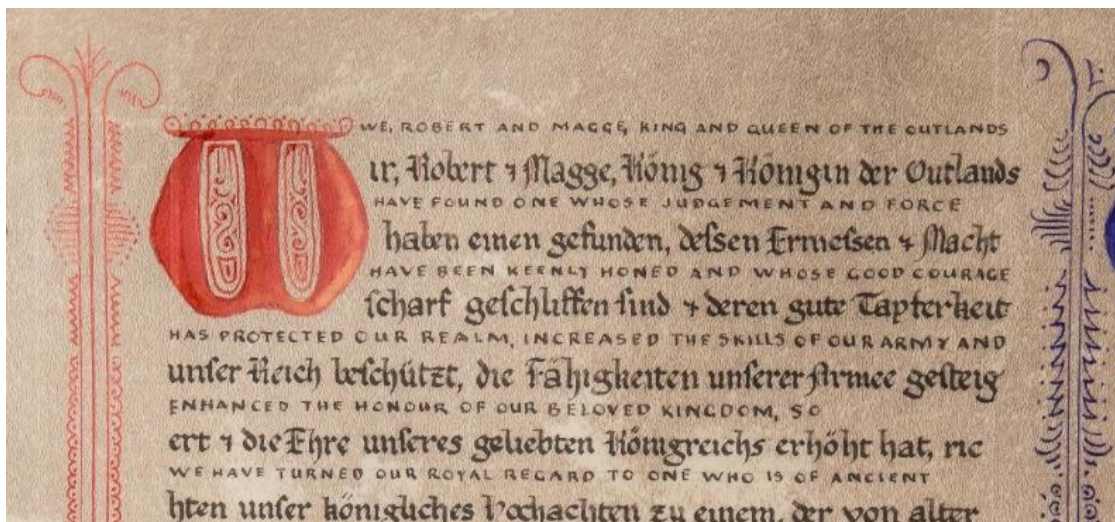 WE, ROBERT AND MAGGE, KING AND QUEEN OF THE OUTLANDS
Wir, Robert ⁊ Magge, König ⁊ Königin der Outlands
HAVE FOUND ONE WHOSE JUDGEMENT AND FORCE
haben einen gefunden, deſsen Ermeſsen ⁊ Macht
HAVE BEEN KEENLY HONED AND WHOSE GOOD COURAGE
ſcharf geſchliffen ſind ⁊ deren gute Tapferkeit
HAS PROTECTED OUR REALM, INCREASED THE SKILLS OF OUR ARMY AND
unſer Reich beſchützt, die Fähigkeiten unſerer Armee geſteig
ENHANCED THE HONOUR OF OUR BELOVED KINGDOM, SO
ert ⁊ die Ehre unſeres geliebten Königreichs erhöht hat, ric
WE HAVE TURNED OUR ROYAL REGARD TO ONE WHO IS OF ANCIENT
hten unſer königliches Hochachten zu einem, der von alter